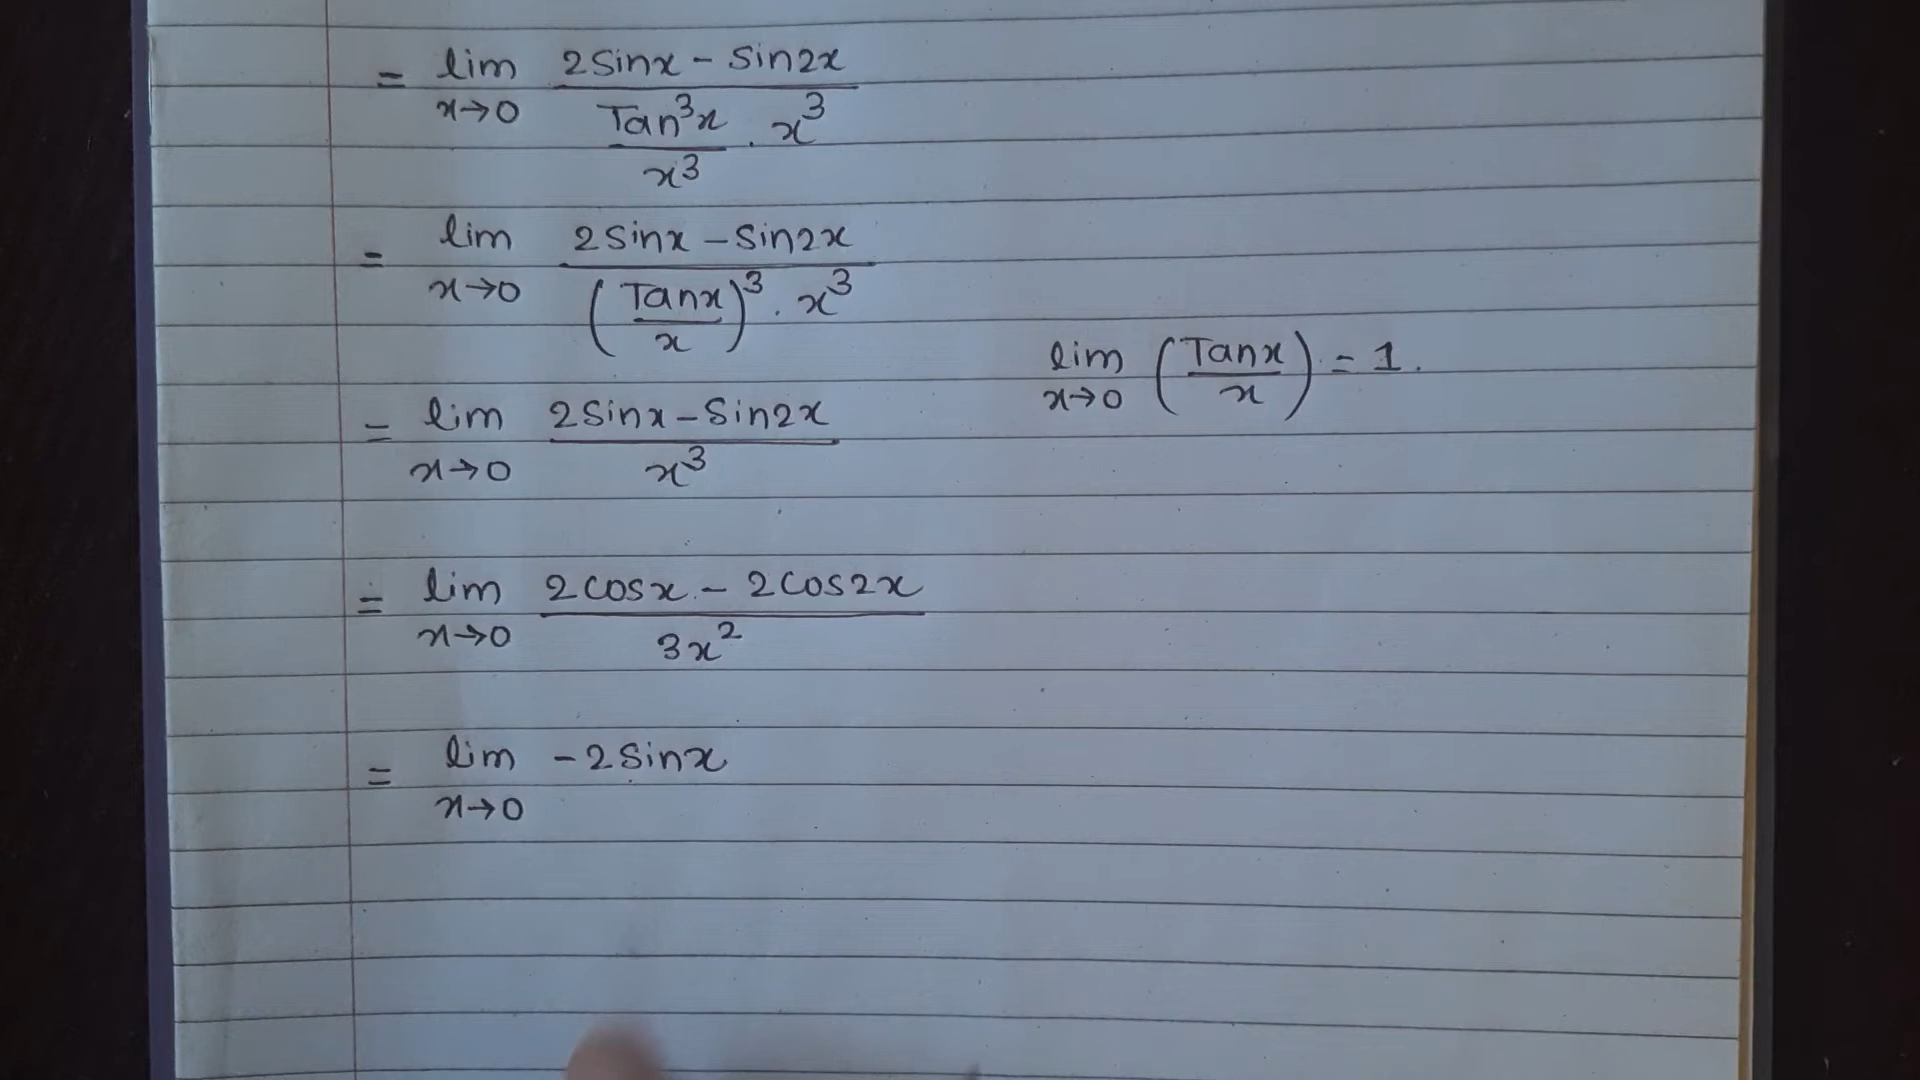 = lim x→0 (2Sinx - Sin2x) / ((Tan³x / x³) . x³)
= lim x→0 (2Sinx - Sin2x) / ((Tanx / x)³ . x³)
lim x→0 (Tanx / x) = 1.
= lim x→0 (2Sinx - Sin2x) / x³
= lim x→0 (2cosx - 2cos2x) / 3x²
= lim x→0 -2Sinx